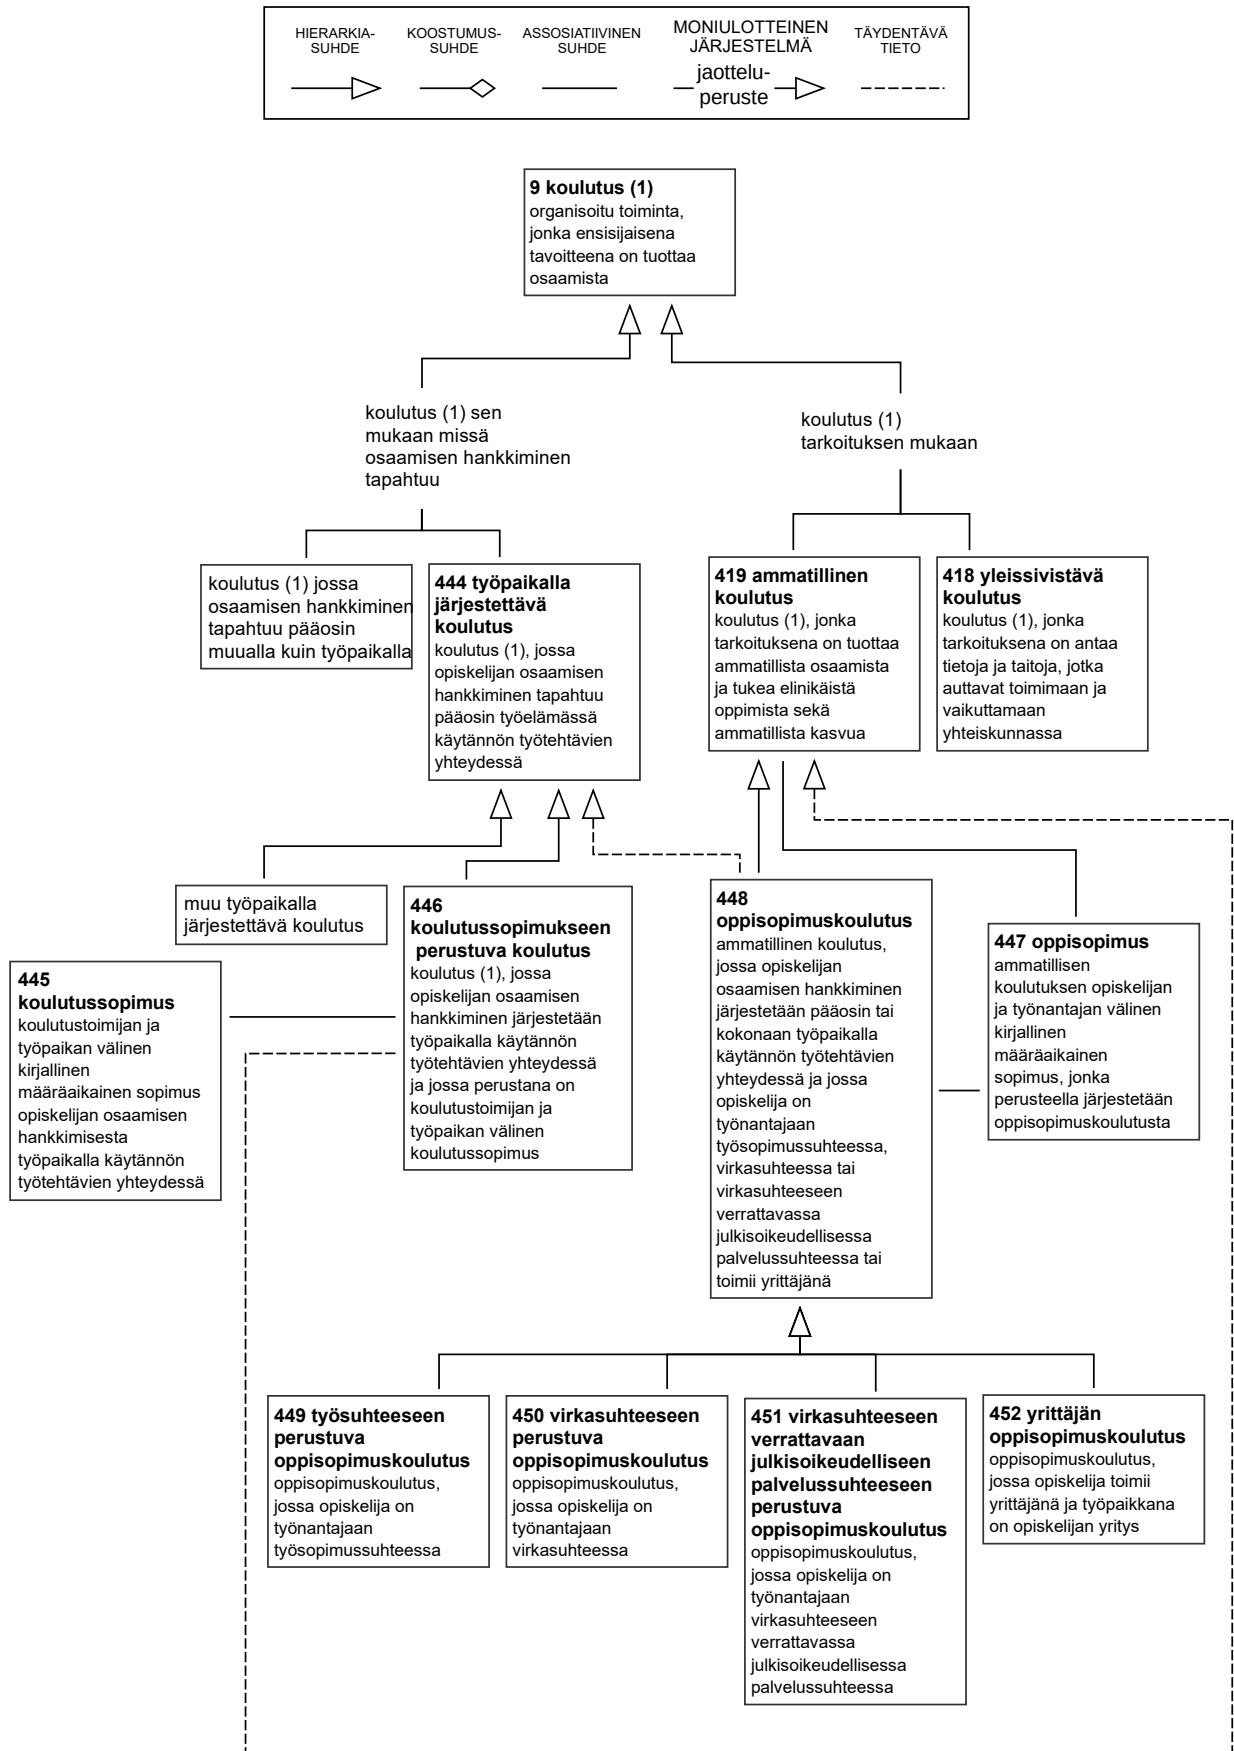 HIERARKIA-
SUHDE
KOOSTUMUS-
SUHDE
ASSOSIATIIVINEN
SUHDE
MONIULOTTEINEN
JÄRJESTELMÄ
jaottelu-
peruste
TÄYDENTÄVÄ
TIETO
9 koulutus (1)
organisoitu toiminta,
jonka ensisijaisena
tavoitteena on tuottaa
osaamista
koulutus (1) sen
mukaan missä
osaamisen hankkiminen
tapahtuu
koulutus (1)
tarkoituksen mukaan
koulutus (1) jossa
osaamisen hankkiminen
tapahtuu pääosin
muualla kuin työpaikalla
444 työpaikalla
järjestettävä
koulutus
koulutus (1), jossa
opiskelijan osaamisen
hankkiminen tapahtuu
pääosin työelämässä
käytännön työtehtävien
yhteydessä
419 ammatillinen
koulutus
koulutus (1), jonka
tarkoituksena on tuottaa
ammatillista osaamista
ja tukea elinikäistä
oppimista sekä
ammatillista kasvua
418 yleissivistävä
koulutus
koulutus (1), jonka
tarkoituksena on antaa
tietoja ja taitoja, jotka
auttavat toimimaan ja
vaikuttamaan
yhteiskunnassa
muu työpaikalla
järjestettävä koulutus
446
koulutussopimukseen
perustuva koulutus
koulutus (1), jossa
opiskelijan osaamisen
hankkiminen järjestetään
työpaikalla käytännön
työtehtävien yhteydessä
ja jossa perustana on
koulutustoimijan ja
työpaikan välinen
koulutussopimus
448
oppisopimuskoulutus
ammatillinen koulutus,
jossa opiskelijan
osaamisen hankkiminen
järjestetään pääosin tai
kokonaan työpaikalla
käytännön työtehtävien
yhteydessä ja jossa
opiskelija on
työnantajaan
työsopimussuhteessa,
virkasuhteessa tai
virkasuhteeseen
verrattavassa
julkisoikeudellisessa
palvelussuhteessa tai
toimii yrittäjänä
447 oppisopimus
ammatillisen
koulutuksen opiskelijan
ja työnantajan välinen
kirjallinen
määräaikainen
sopimus, jonka
perusteella järjestetään
oppisopimuskoulutusta
445
koulutussopimus
koulutustoimijan ja
työpaikan välinen
kirjallinen
määräaikainen sopimus
opiskelijan osaamisen
hankkimisesta
työpaikalla käytännön
työtehtävien yhteydessä
449 työsuhteeseen
perustuva
oppisopimuskoulutus
oppisopimuskoulutus,
jossa opiskelija on
työnantajaan
työsopimussuhteessa
450 virkasuhteeseen
perustuva
oppisopimuskoulutus
oppisopimuskoulutus,
jossa opiskelija on
työnantajaan
virkasuhteessa
451 virkasuhteeseen
verrattavaan
julkisoikeudelliseen
palvelussuhteeseen
perustuva
oppisopimuskoulutus
oppisopimuskoulutus,
jossa opiskelija on
työnantajaan
virkasuhteeseen
verrattavassa
julkisoikeudellisessa
palvelussuhteessa
452 yrittäjän
oppisopimuskoulutus
oppisopimuskoulutus,
jossa opiskelija toimii
yrittäjänä ja työpaikkana
on opiskelijan yritys